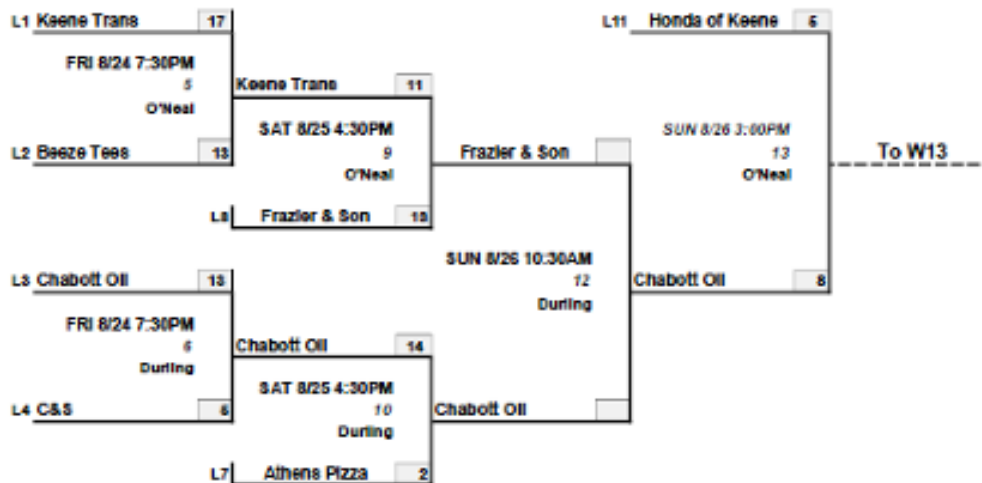 L1 Keene Trans 17
L11 Honda of Keene 5
FRI 8/24 7:30PM
5
O'Neal
Keene Trans 11
SAT 8/25 4:30PM
9
O'Neal
SUN 8/26 3:00PM
13
O'Neal
To W13
L2 Beeze Tees 13
Frazier & Son
L8 Frazier & Son
SUN 8/26 10:30AM
12
Durling
L3 Chabott Oil 13
Chabott Oil 8
FRI 8/24 7:30PM
6
Durling
Chabott Oil 14
SAT 8/25 4:30PM
10
Durling
L4 C&S
Chabott Oil
L7 Athens Pizza 2